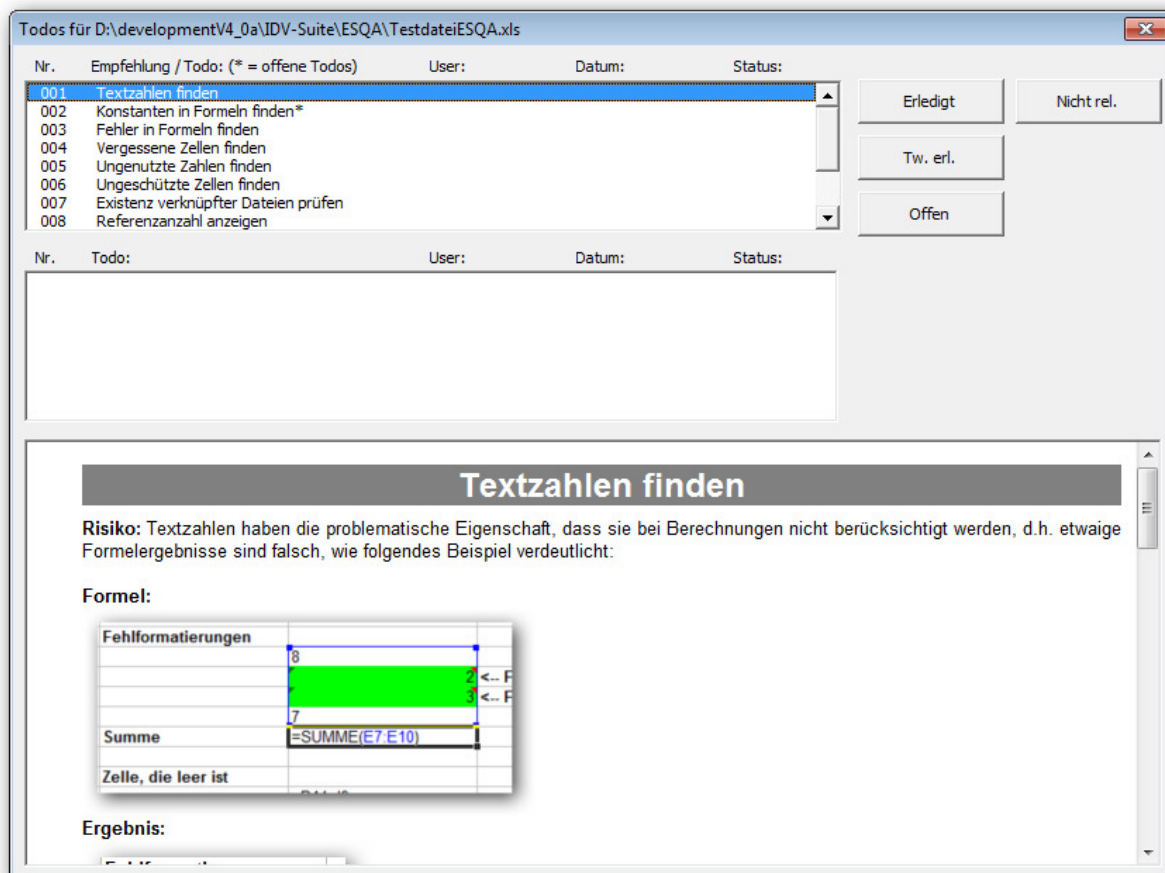 Todos für D:\developmentV4_0a\IDV-Suite\ESQA\TestdateiESQA.xls
Nr. Empfehlung / Todo: (* = offene Todos) User: Datum: Status:
001 Textzahlen finden
002 Konstanten in Formeln finden*
003 Fehler in Formeln finden
004 Vergessene Zellen finden
005 Ungenutzte Zahlen finden
006 Ungeschützte Zellen finden
007 Existenz verknüpfter Dateien prüfen
008 Referenzanzahl anzeigen
Erledigt Nicht rel.
Tw. erl.
Offen
Nr. Todo: User: Datum: Status:
Textzahlen finden
Risiko: Textzahlen haben die problematische Eigenschaft, dass sie bei Berechnungen nicht berücksichtigt werden, d.h. etwaige
Formelergebnisse sind falsch, wie folgendes Beispiel verdeutlicht:
Formel:
Fehlformatierungen
8
2 <-- F
3 <-- F
7
Summe =SUMME(E7:E10)
Zelle, die leer ist
Ergebnis: